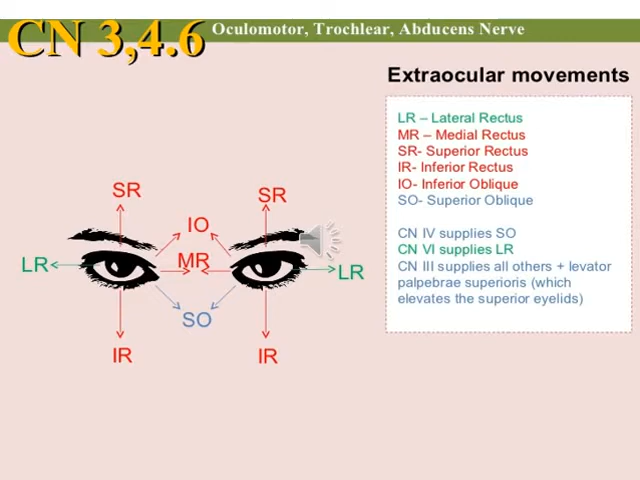 CN 3,4.6
Oculomotor, Trochlear, Abducens Nerve
Extraocular movements
LR – Lateral Rectus
MR – Medial Rectus
SR- Superior Rectus
IR- Inferior Rectus
IO- Inferior Oblique
SO- Superior Oblique
CN IV supplies SO
CN VI supplies LR
CN III supplies all others + levator
palpebrae superioris (which
elevates the superior eyelids)
SR
SR
IO
LR
MR
LR
SO
IR
IR